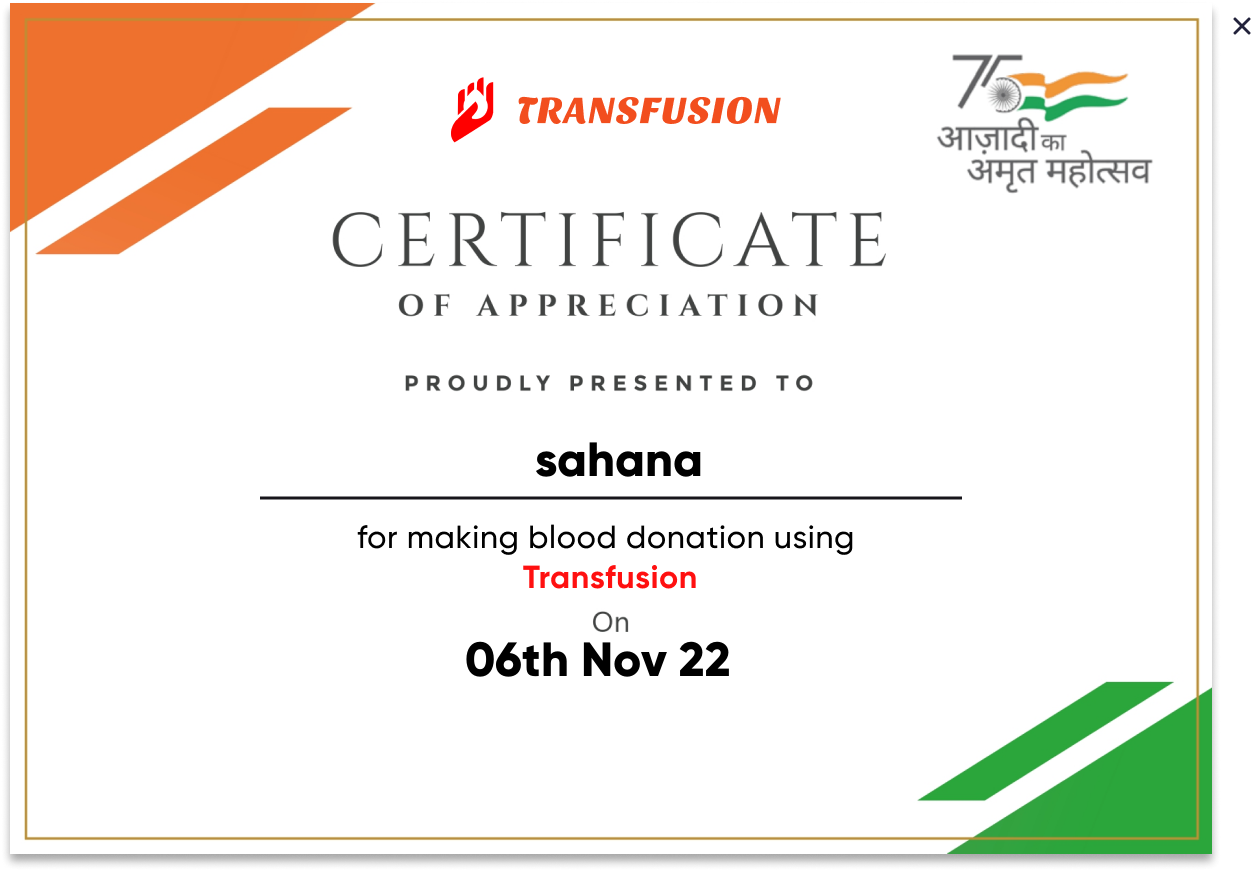 TRANSFUSION
75
आज़ादी का
अमृत महोत्सव
CERTIFICATE
OF APPRECIATION
PROUDLY PRESENTED TO
sahana
for making blood donation using
Transfusion
On
06th Nov 22